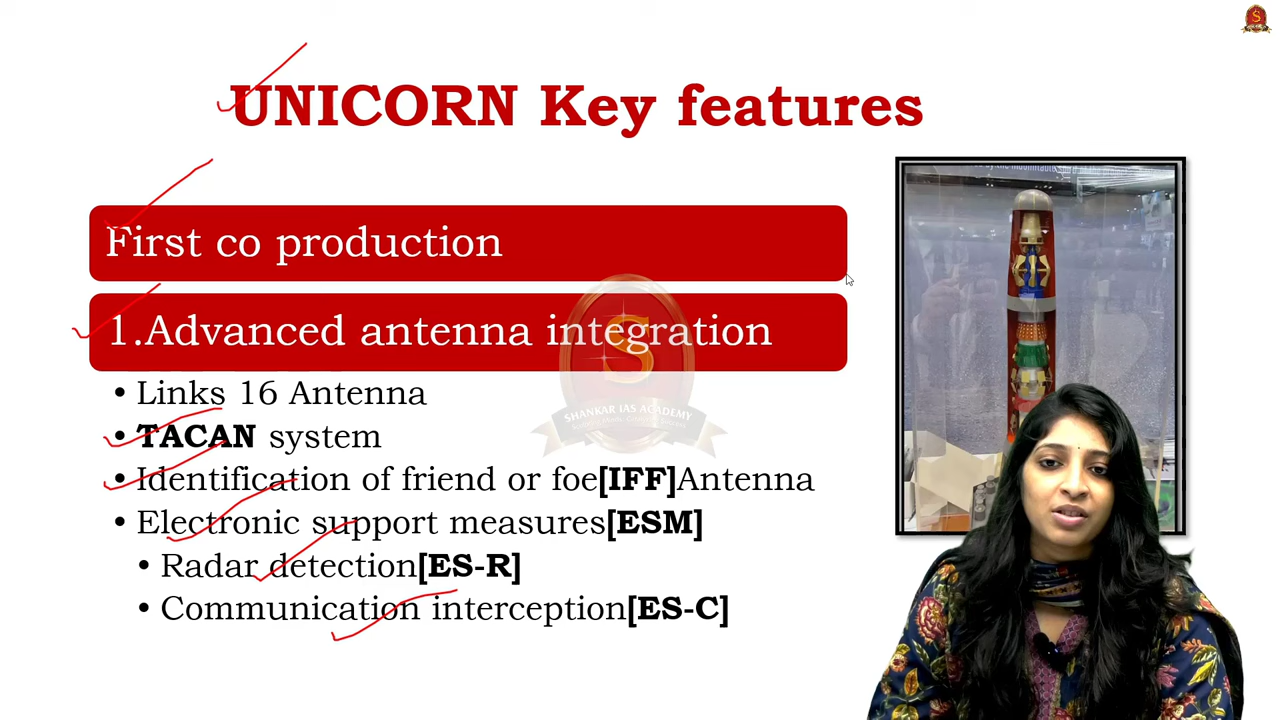 UNICORN Key features
First co production
1.Advanced antenna integration
• Links 16 Antenna
• TACAN system
• Identification of friend or foe[IFF]Antenna
• Electronic support measures[ESM]
• Radar detection[ES-R]
• Communication interception[ES-C]
S
SHANKAR IAS ACADEMY